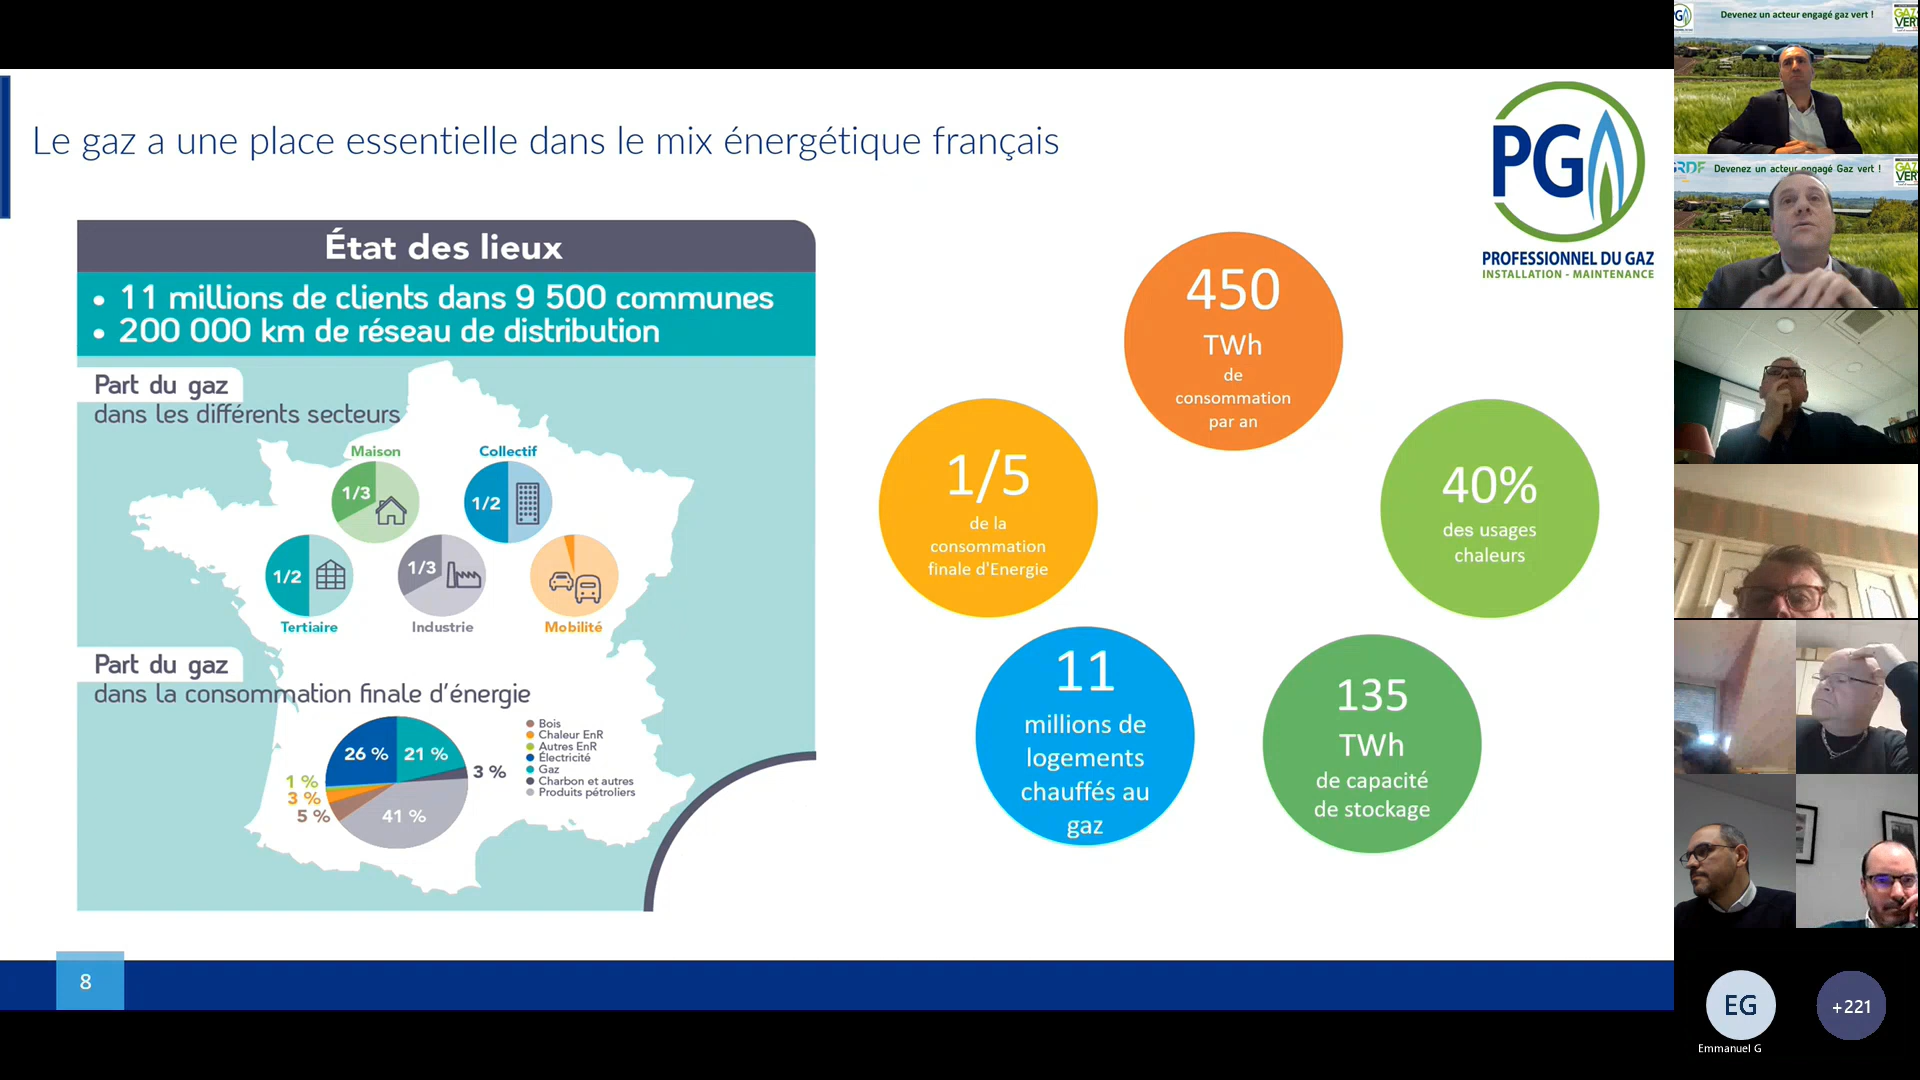 Le gaz a une place essentielle dans le mix énergétique français
PG
PROFESSIONNEL DU GAZ
INSTALLATION - MAINTENANCE
État des lieux
• 11 millions de clients dans 9 500 communes
• 200 000 km de réseau de distribution
Part du gaz
dans les différents secteurs
Maison
1/3
Collectif
1/2
1/2
Tertiaire
1/3
Industrie
Mobilité
Part du gaz
dans la consommation finale d'énergie
26 %
21 %
3 %
41 %
5 %
3 %
1 %
Bois
Chaleur EnR
Autres EnR
Électricité
Gaz
Charbon et autres
Produits pétroliers
450
TWh
de
consommation
par an
1/5
de la
consommation
finale d'Energie
40%
des usages
chaleurs
11
millions de
logements
chauffés au
gaz
135
TWh
de capacité
de stockage
8
Devenez un acteur engagé gaz vert !
GAZ
VERT
GRDF
Devenez un acteur engagé Gaz vert !
GAZ
VERT
EG
Emmanuel G
+221